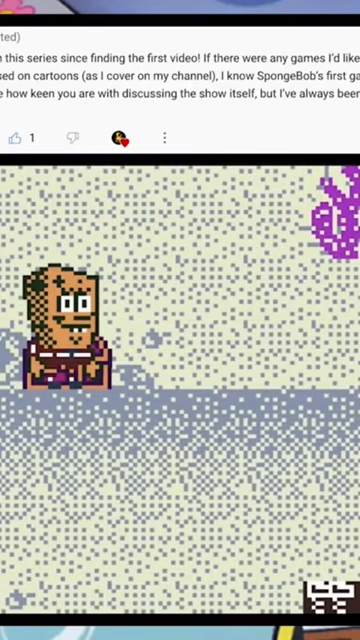 ted)
n this series since finding the first video! If there were any games I'd like
sed on cartoons (as I cover on my channel), I know SpongeBob's first ga
e how keen you are with discussing the show itself, but I've always been
1